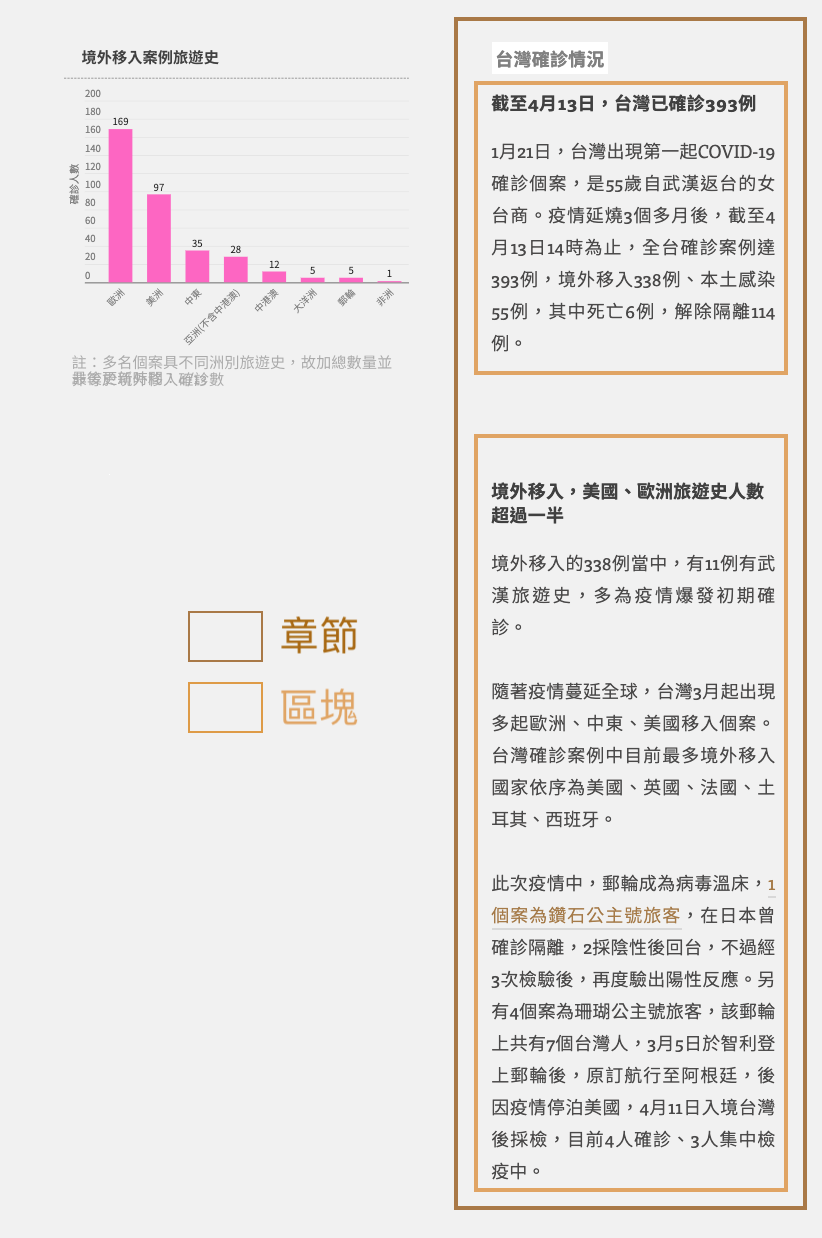 境外移入案例旅遊史
確診人數
200
180
160
140
120
100
80
60
40
20
0
169
97
35
28
12
5
5
1
歐洲
美洲
中東
亞洲(不含中港澳)
中港澳
大洋洲
郵輪
非洲
註：多名個案具不同洲別旅遊史，故加總數量並
非等於境外移入確診數
章節
區塊
台灣確診情況
截至4月13日，台灣已確診393例
1月21日，台灣出現第一起COVID-19
確診個案，是55歲自武漢返台的女
台商。疫情延燒3個多月後，截至4
月13日14時為止，全台確診案例達
393例，境外移入338例、本土感染
55例，其中死亡6例，解除隔離114
例。
境外移入，美國、歐洲旅遊史人數
超過一半
境外移入的338例當中，有11例有武
漢旅遊史，多為疫情爆發初期確
診。
隨著疫情蔓延全球，台灣3月起出現
多起歐洲、中東、美國移入個案。
台灣確診案例中目前最多境外移入
國家依序為美國、英國、法國、土
耳其、西班牙。
此次疫情中，郵輪成為病毒溫床，1
個案為鑽石公主號旅客，在日本曾
確診隔離，2採陰性後回台，不過經
3次檢驗後，再度驗出陽性反應。另
有4個案為珊瑚公主號旅客，該郵輪
上共有7個台灣人，3月5日於智利登
上郵輪後，原訂航行至阿根廷，後
因疫情停泊美國，4月11日入境台灣
後採檢，目前4人確診、3人集中檢
疫中。